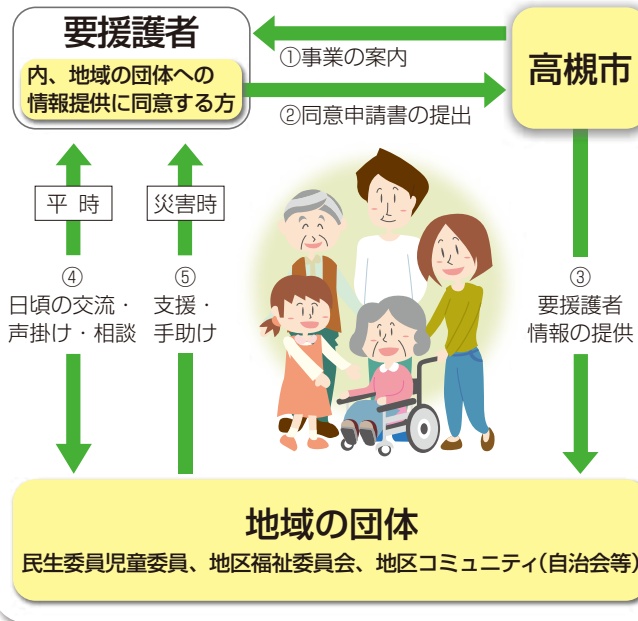 要援護者
内、地域の団体への
情報提供に同意する方
①事業の案内
②同意申請書の提出
高槻市
平 時
災害時
④
日頃の交流・
声掛け・相談
⑤
支援・
手助け
③
要援護者
情報の提供
地域の団体
民生委員児童委員、地区福祉委員会、地区コミュニティ(自治会等)